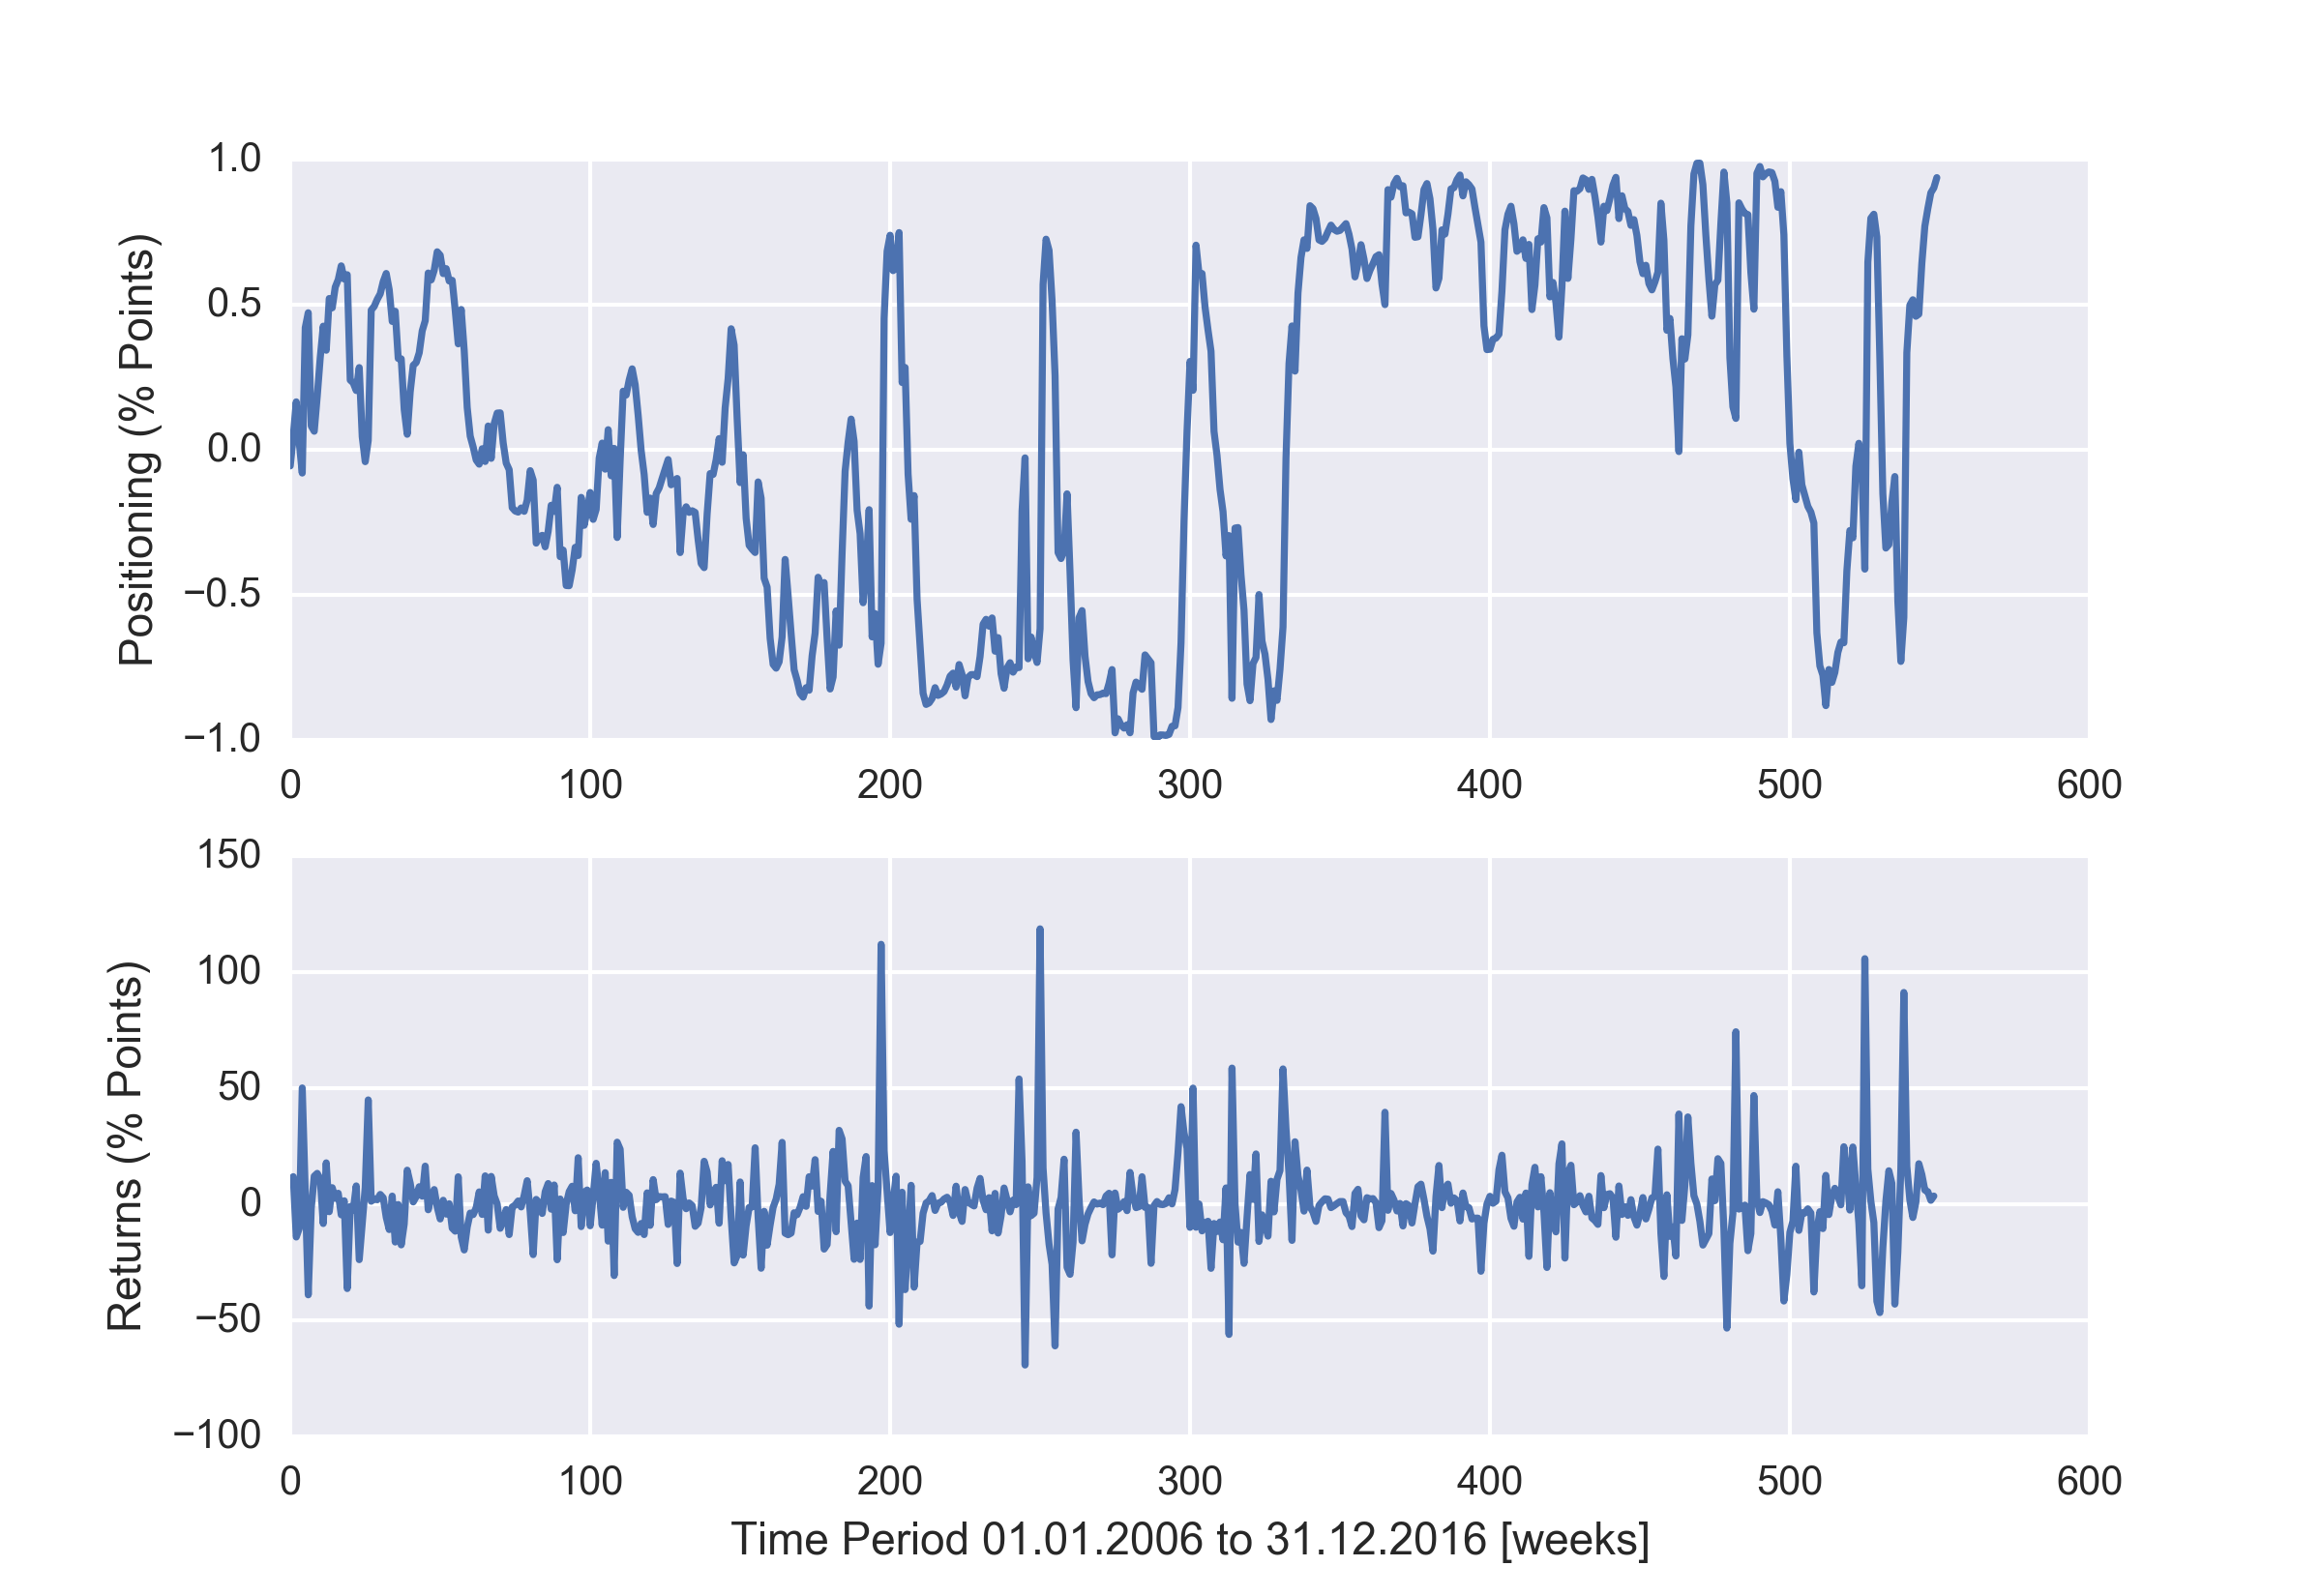 Positioning (% Points)
1.0
0.5
0.0
−0.5
−1.0
0 100 200 300 400 500 600
Returns (% Points)
150
100
50
0
−50
−100
0 100 200 300 400 500 600
Time Period 01.01.2006 to 31.12.2016 [weeks]